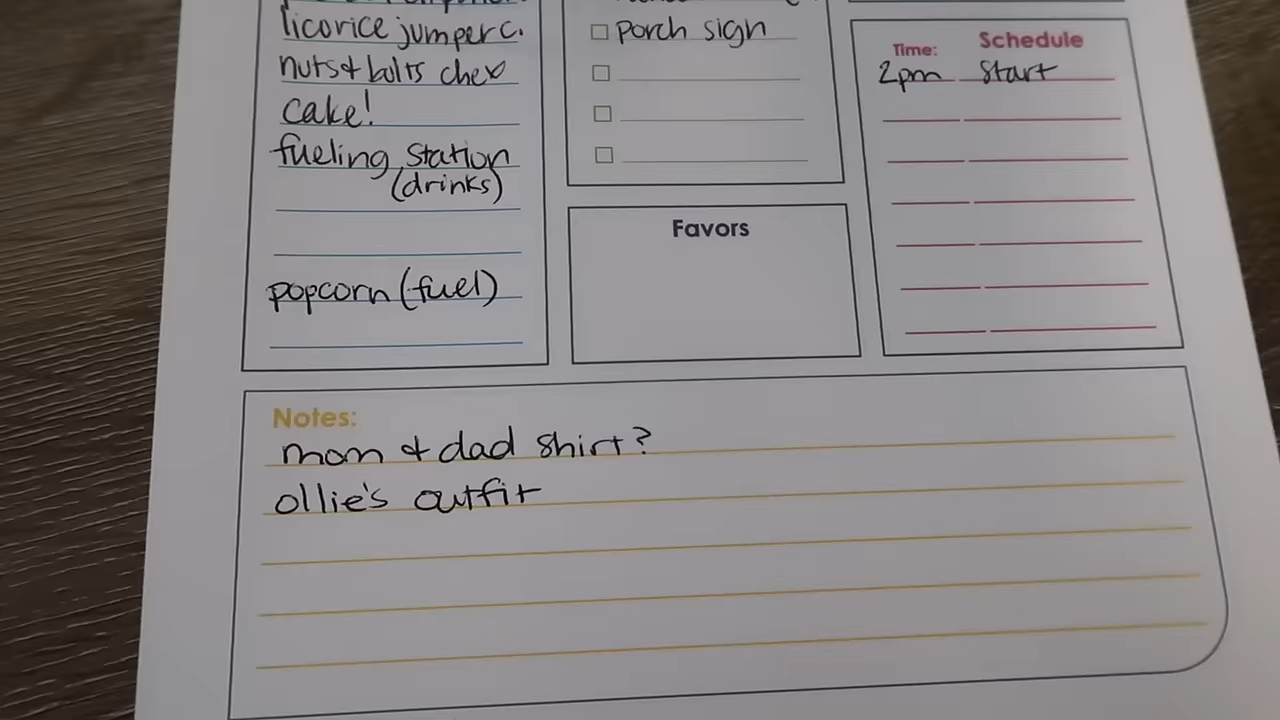 licorice jumper c.
nuts & bolts chex
cake!
fueling station
(drinks)
popcorn (fuel)
porch sign
Favors
Time: Schedule
2pm start
Notes:
mom & dad shirt?
ollie's outfit